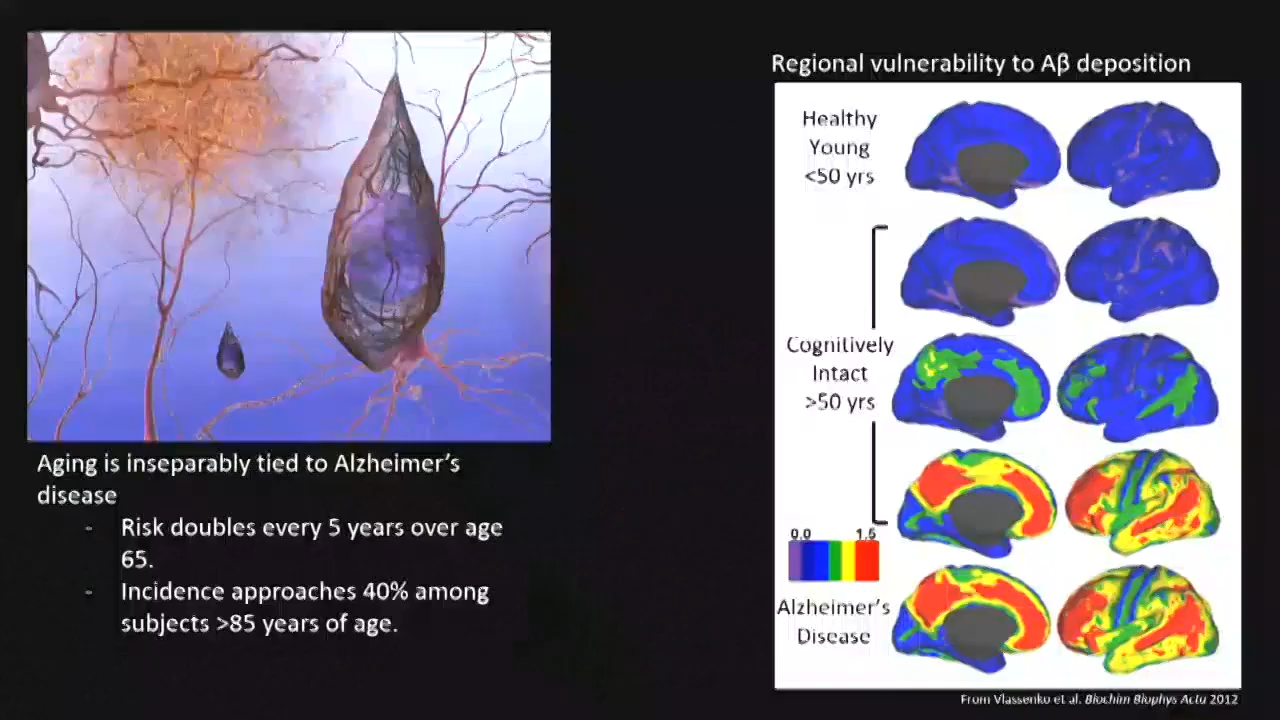 Regional vulnerability to Aβ deposition
Healthy
Young
<50 yrs
Cognitively
Intact
>50 yrs
0.0 1.5
Alzheimer's
Disease
From Vlassenko et al. Biochim Biophys Acta 2012
Aging is inseparably tied to Alzheimer's
disease
- Risk doubles every 5 years over age
65.
- Incidence approaches 40% among
subjects >85 years of age.